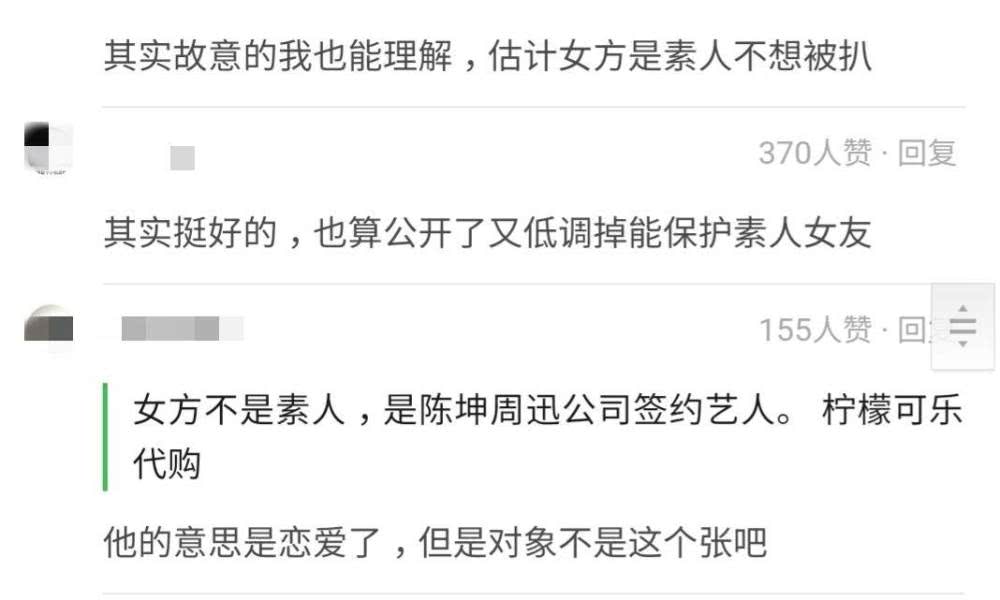 其实故意的我也能理解，估计女方是素人不想被扒
370人赞 · 回复
其实挺好的，也算公开了又低调掉能保护素人女友
155人赞 · 回
女方不是素人，是陈坤周迅公司签约艺人。 柠檬可乐
代购
他的意思是恋爱了，但是对象不是这个张吧